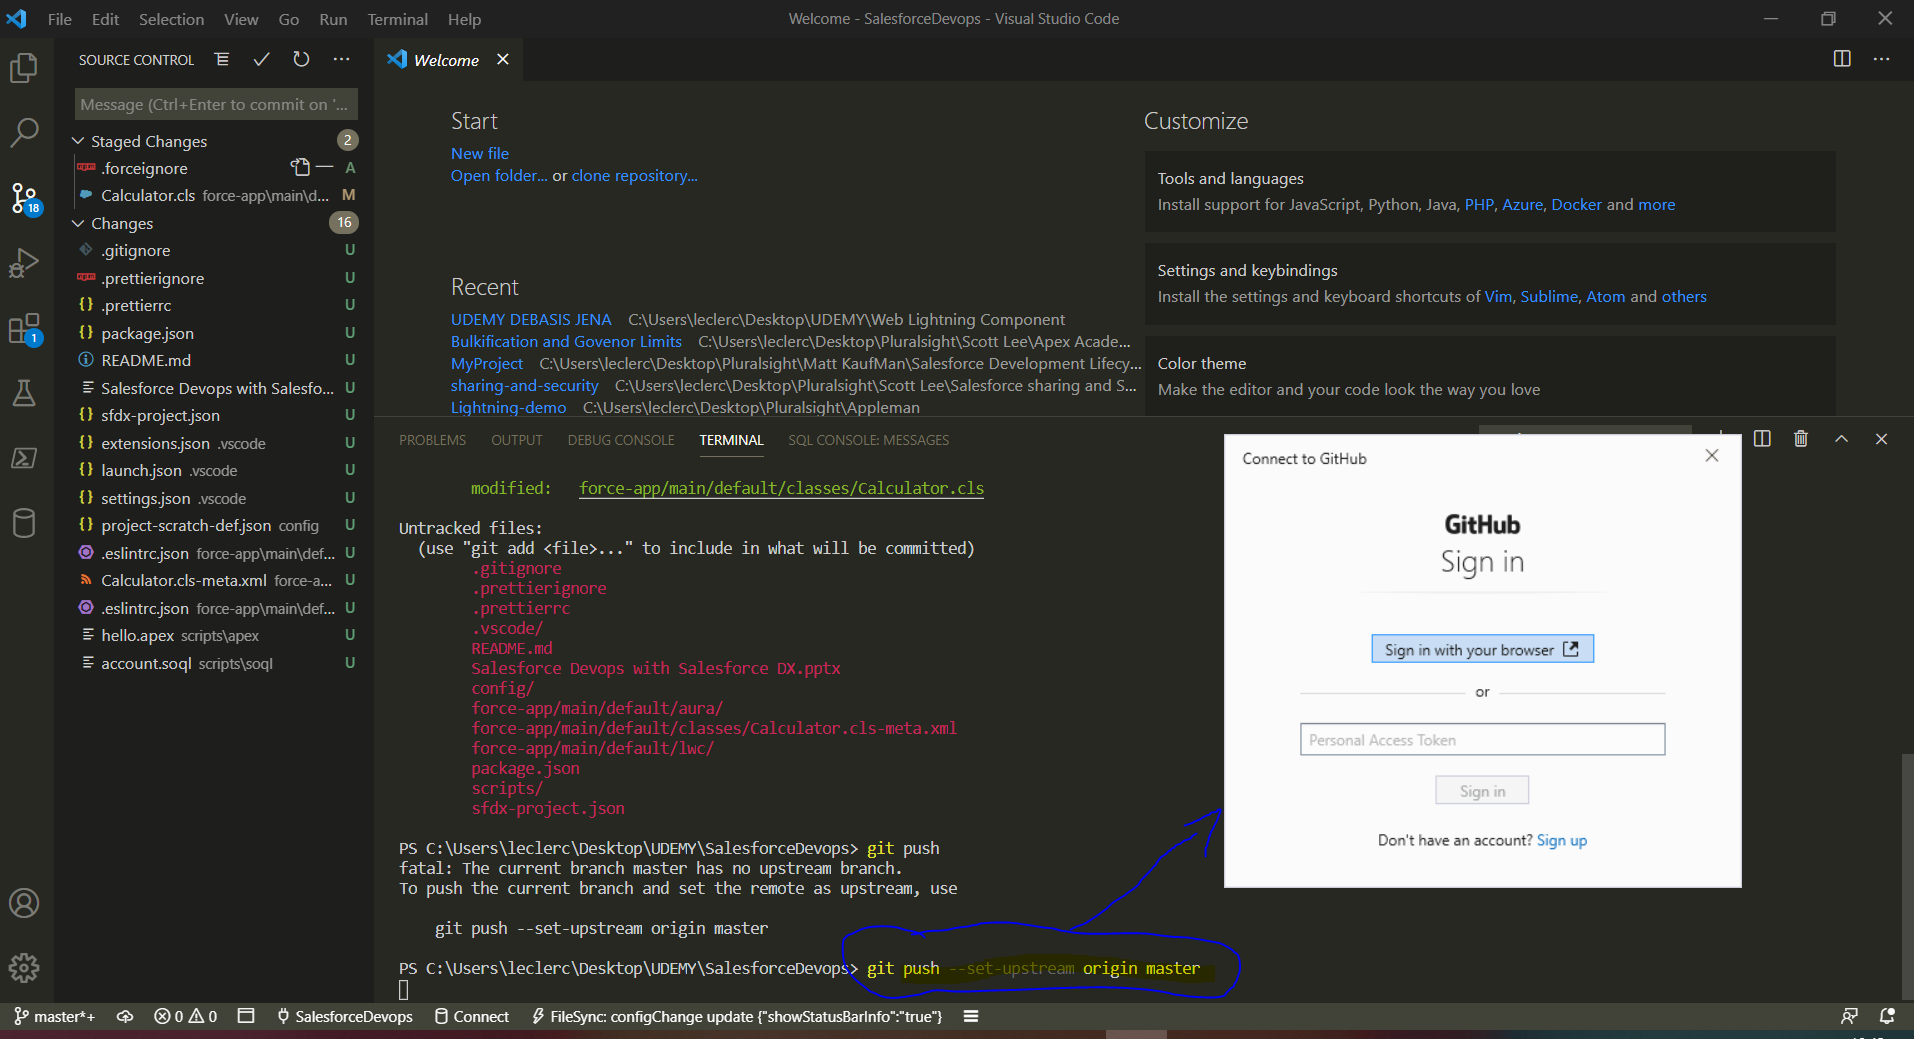 File Edit Selection View Go Run Terminal Help
Welcome - SalesforceDevops - Visual Studio Code
SOURCE CONTROL
Message (Ctrl+Enter to commit on '...
Staged Changes 2
.forceignore A
Calculator.cls force-app\main\d... M
Changes 16
.gitignore U
.prettierignore U
.prettierrc U
package.json U
README.md U
Salesforce Devops with Salesfo... U
sfdx-project.json U
extensions.json .vscode U
launch.json .vscode U
settings.json .vscode U
project-scratch-def.json config U
.eslintrc.json force-app\main\def... U
Calculator.cls-meta.xml force-a... U
.eslintrc.json force-app\main\def... U
hello.apex scripts\apex U
account.soql scripts\soql U
18
1
Welcome
Start
New file
Open folder... or clone repository...
Recent
UDEMY DEBASIS JENA C:\Users\leclerc\Desktop\UDEMY\Web Lightning Component
Bulkification and Govenor Limits C:\Users\leclerc\Desktop\Pluralsight\Scott Lee\Apex Acade...
MyProject C:\Users\leclerc\Desktop\Pluralsight\Matt KaufMan\Salesforce Development Lifecy...
sharing-and-security C:\Users\leclerc\Desktop\Pluralsight\Scott Lee\Salesforce sharing and S...
Lightning-demo C:\Users\leclerc\Desktop\Pluralsight\Appleman
Customize
Tools and languages
Install support for JavaScript, Python, Java, PHP, Azure, Docker and more
Settings and keybindings
Install the settings and keyboard shortcuts of Vim, Sublime, Atom and others
Color theme
Make the editor and your code look the way you love
PROBLEMS OUTPUT DEBUG CONSOLE TERMINAL SQL CONSOLE: MESSAGES
modified: force-app/main/default/classes/Calculator.cls
Untracked files:
(use "git add <file>..." to include in what will be committed)
.gitignore
.prettierignore
.prettierrc
.vscode/
README.md
Salesforce Devops with Salesforce DX.pptx
config/
force-app/main/default/aura/
force-app/main/default/classes/Calculator.cls-meta.xml
force-app/main/default/lwc/
package.json
scripts/
sfdx-project.json
PS C:\Users\leclerc\Desktop\UDEMY\SalesforceDevops> git push
fatal: The current branch master has no upstream branch.
To push the current branch and set the remote as upstream, use
git push --set-upstream origin master
PS C:\Users\leclerc\Desktop\UDEMY\SalesforceDevops> git push --set-upstream origin master
Connect to GitHub
GitHub
Sign in
Sign in with your browser
or
Personal Access Token
Sign in
Don't have an account? Sign up
master*+ 0 0 SalesforceDevops Connect FileSync: configChange update {"showStatusBarInfo":"true"}